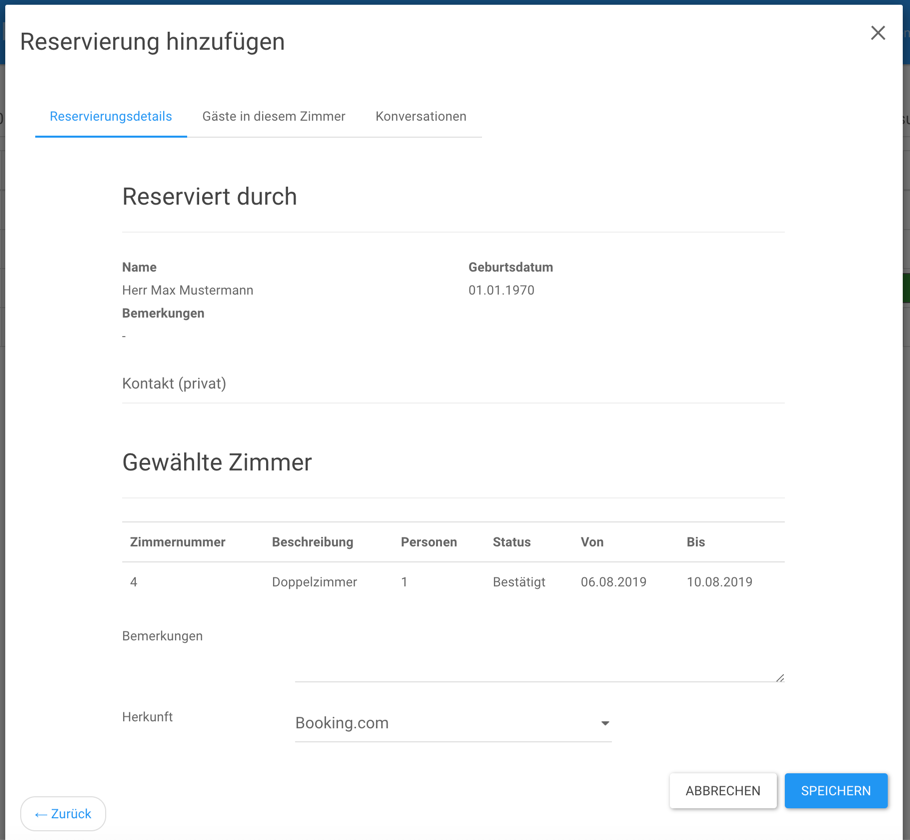 Reservierung hinzufügen
Reservierungsdetails Gäste in diesem Zimmer Konversationen
Reserviert durch
Name Geburtsdatum
Herr Max Mustermann 01.01.1970
Bemerkungen
-
Kontakt (privat)
Gewählte Zimmer
Zimmernummer Beschreibung Personen Status Von Bis
4 Doppelzimmer 1 Bestätigt 06.08.2019 10.08.2019
Bemerkungen
Herkunft Booking.com
ABBRECHEN SPEICHERN
← Zurück